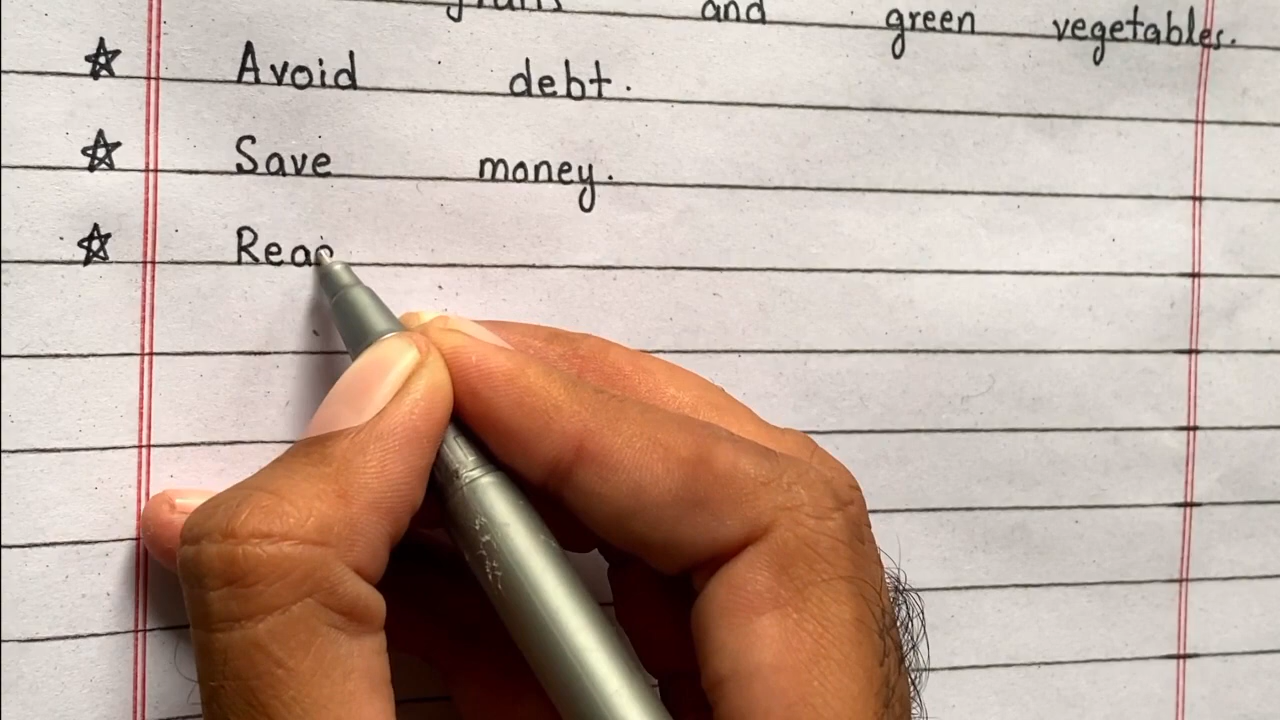 and green vegetables.
☆ Avoid debt.
☆ Save money.
☆ Rea